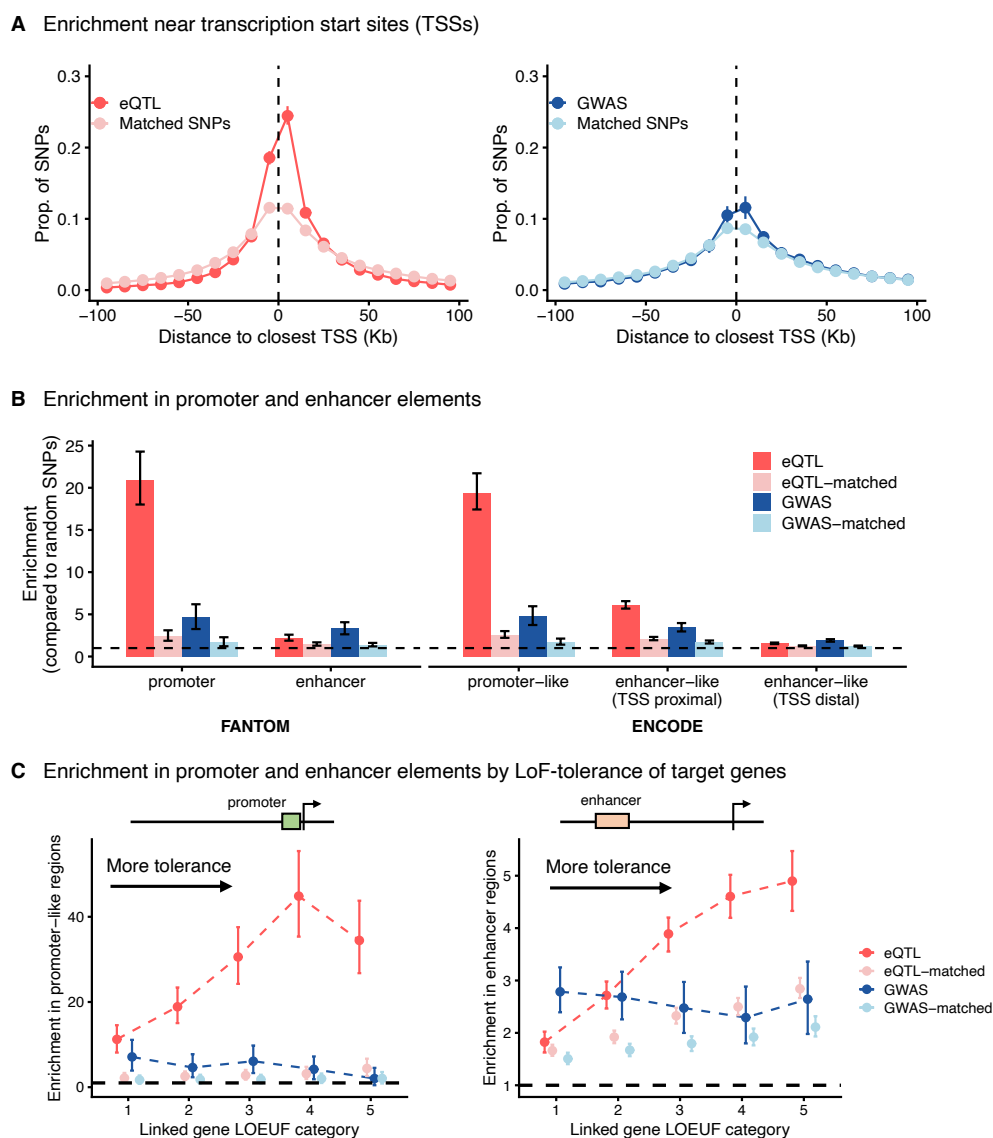 A Enrichment near transcription start sites (TSSs)
Prop. of SNPs
0.3
0.2
0.1
0.0
eQTL
Matched SNPs
−100 −50 0 50 100
Distance to closest TSS (Kb)
Prop. of SNPs
0.3
0.2
0.1
0.0
GWAS
Matched SNPs
−100 −50 0 50 100
Distance to closest TSS (Kb)
B Enrichment in promoter and enhancer elements
Enrichment
(compared to random SNPs)
25
20
15
10
5
0
eQTL
eQTL−matched
GWAS
GWAS−matched
promoter enhancer promoter−like enhancer−like enhancer−like
(TSS proximal) (TSS distal)
FANTOM ENCODE
C Enrichment in promoter and enhancer elements by LoF-tolerance of target genes
promoter
More tolerance
Enrichment in promoter−like regions
40
20
0
1 2 3 4 5
Linked gene LOEUF category
enhancer
More tolerance
Enrichment in enhancer regions
5
4
3
2
1
1 2 3 4 5
Linked gene LOEUF category
eQTL
eQTL−matched
GWAS
GWAS−matched